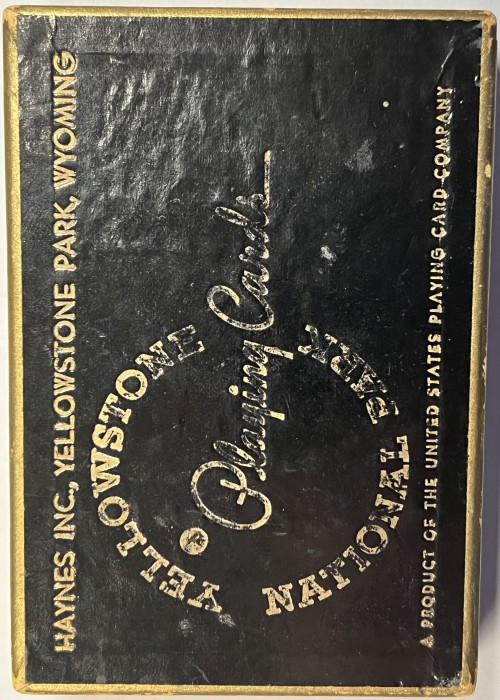 HAYNES INC., YELLOWSTONE PARK, WYOMING
YELLOWSTONE
Playing Cards
NATIONAL PARK
A PRODUCT OF THE UNITED STATES PLAYING CARD COMPANY